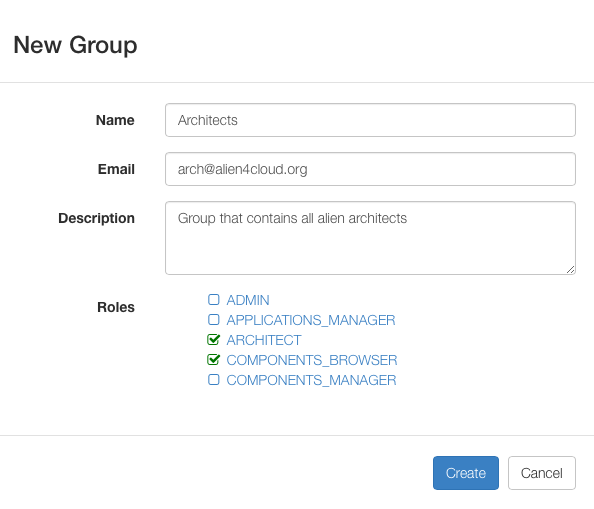 New Group
Name Architects
Email arch@alien4cloud.org
Description Group that contains all alien architects
Roles
ADMIN
APPLICATIONS_MANAGER
ARCHITECT
COMPONENTS_BROWSER
COMPONENTS_MANAGER
Create Cancel